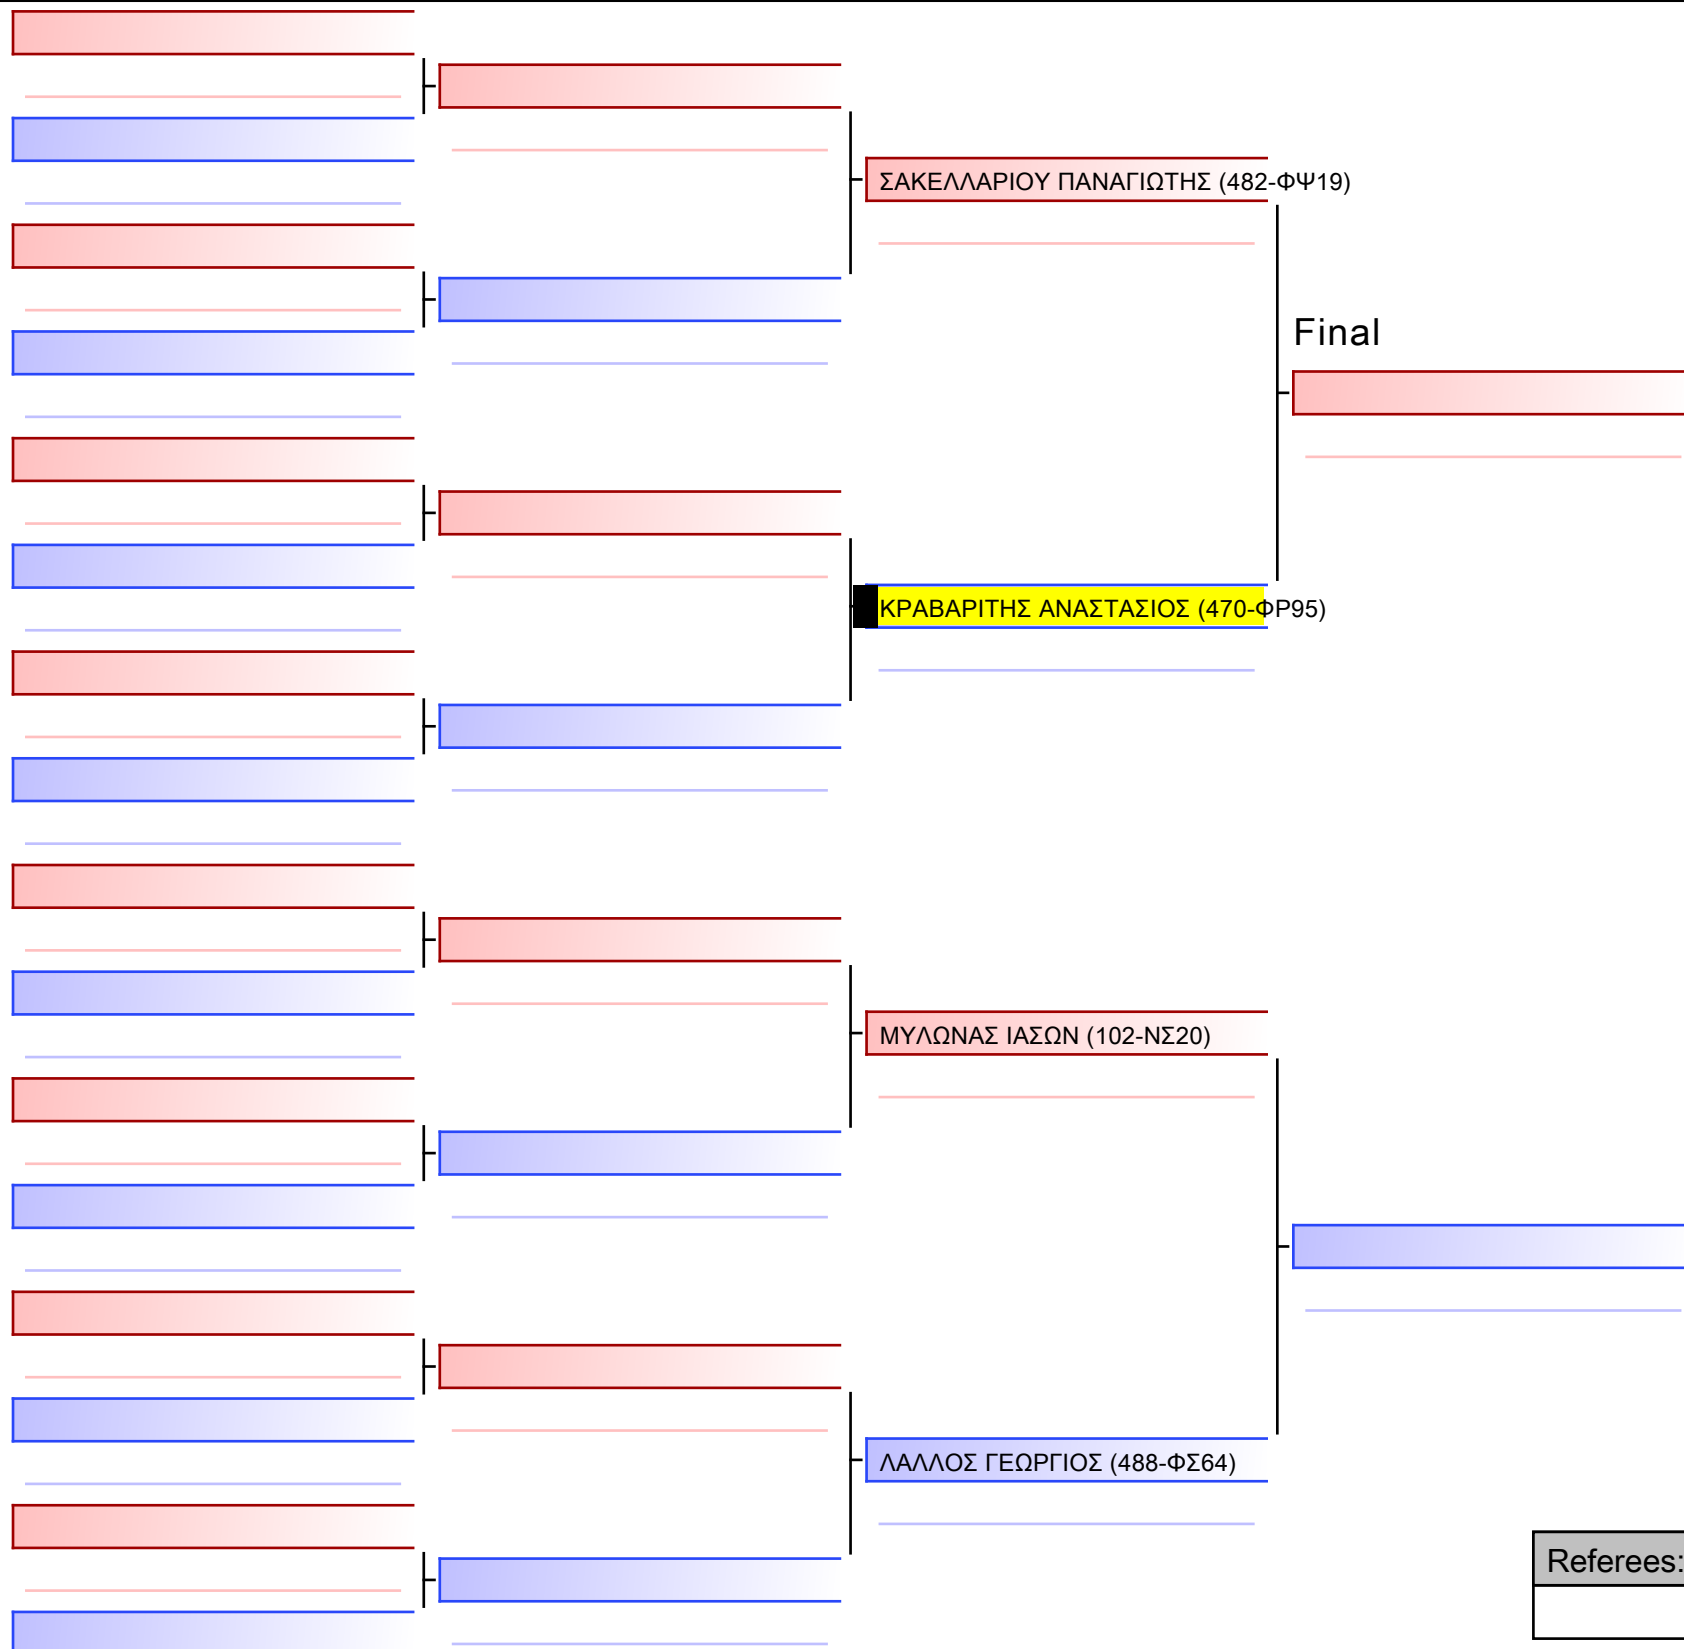 ΣΑΚΕΛΛΑΡΙΟΥ ΠΑΝΑΓΙΩΤΗΣ (482-ΦΨ19)
Final
ΚΡΑΒΑΡΙΤΗΣ ΑΝΑΣΤΑΣΙΟΣ (470-ΦΡ95)
ΜΥΛΩΝΑΣ ΙΑΣΩΝ (102-ΝΣ20)
ΛΑΛΛΟΣ ΓΕΩΡΓΙΟΣ (488-ΦΣ64)
Referees: